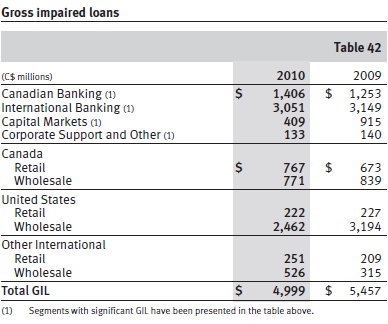 Gross impaired loans
Table 42
(C$ millions) 2010 2009
Canadian Banking (1) $ 1,406 $ 1,253
International Banking (1) 3,051 3,149
Capital Markets (1) 409 915
Corporate Support and Other (1) 133 140
Canada
Retail $ 767 $ 673
Wholesale 771 839
United States
Retail 222 227
Wholesale 2,462 3,194
Other International
Retail 251 209
Wholesale 526 315
Total GIL $ 4,999 $ 5,457
(1) Segments with significant GIL have been presented in the table above.